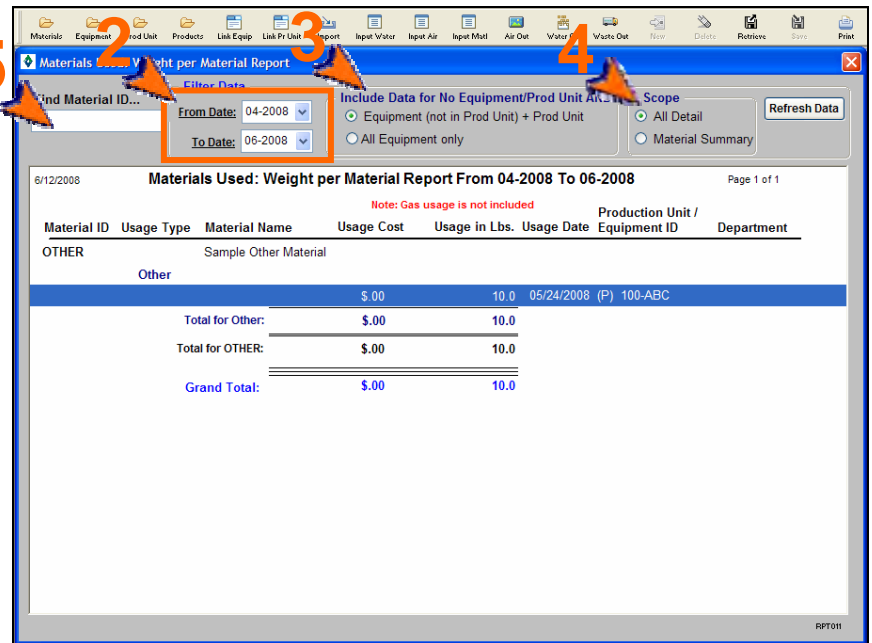 Materials Equipment Prod Unit Products Link Equip Link Pr Unit Import Input Water Input Air Input Matl Air Out Water Waste Out New Delete Retrieve Save Print
2 3 4
Materials Used: Weight per Material Report
Find Material ID...
Filter Data
From Date: 04-2008
To Date: 06-2008
Include Data for No Equipment/Prod Unit
Equipment (not in Prod Unit) + Prod Unit
All Equipment only
Scope
All Detail
Material Summary
Refresh Data
6/12/2008 Materials Used: Weight per Material Report From 04-2008 To 06-2008 Page 1 of 1
Note: Gas usage is not included
Material ID Usage Type Material Name Usage Cost Usage in Lbs. Usage Date Production Unit / Equipment ID Department
OTHER Sample Other Material
Other
$.00 10.0 05/24/2008 (P) 100-ABC
Total for Other: $.00 10.0
Total for OTHER: $.00 10.0
Grand Total: $.00 10.0
RPT011